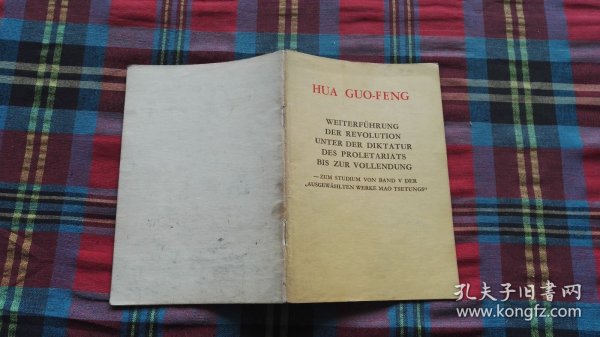 HUA GUO-FENG
WEITERFÜHRUNG
DER REVOLUTION
UNTER DER DIKTATUR
DES PROLETARIATS
BIS ZUR VOLLENDUNG
—ZUM STUDIUM VON BAND V DER
„AUSGEWÄHLTEN WERKE MAO TSETUNGS“
孔夫子旧書网
www.kongfz.com